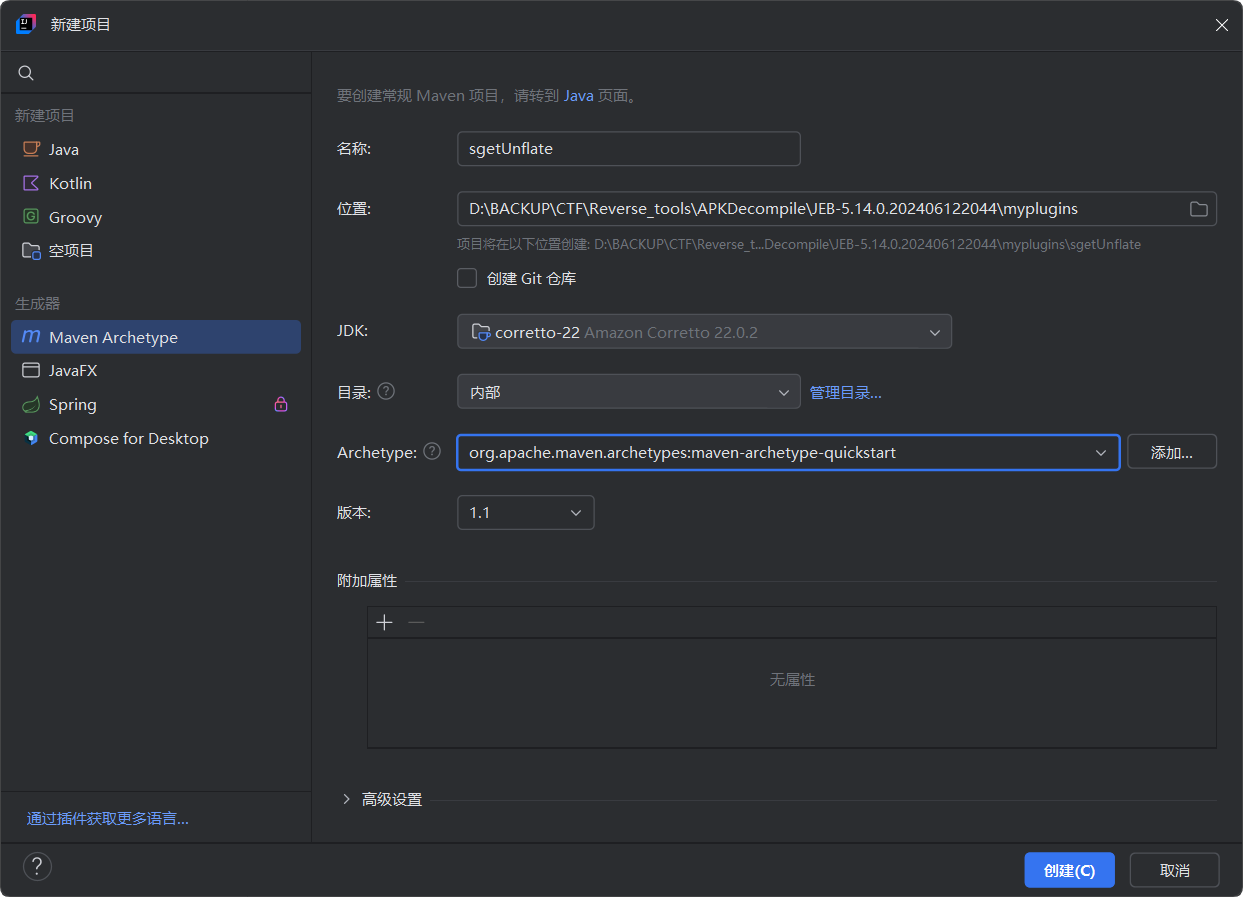 新建项目
要创建常规 Maven 项目，请转到 Java 页面。
新建项目
Java
Kotlin
Groovy
空项目
生成器
Maven Archetype
JavaFX
Spring
Compose for Desktop
通过插件获取更多语言...
名称:
sgetUnflate
位置:
D:\BACKUP\CTF\Reverse_tools\APKDecompile\JEB-5.14.0.202406122044\myplugins
项目将在以下位置创建: D:\BACKUP\CTF\Reverse_t...Decompile\JEB-5.14.0.202406122044\myplugins\sgetUnflate
创建 Git 仓库
JDK:
corretto-22 Amazon Corretto 22.0.2
目录: ?
内部
管理目录...
Archetype: ?
org.apache.maven.archetypes:maven-archetype-quickstart
添加...
版本:
1.1
附加属性
无属性
高级设置
?
创建(C)
取消